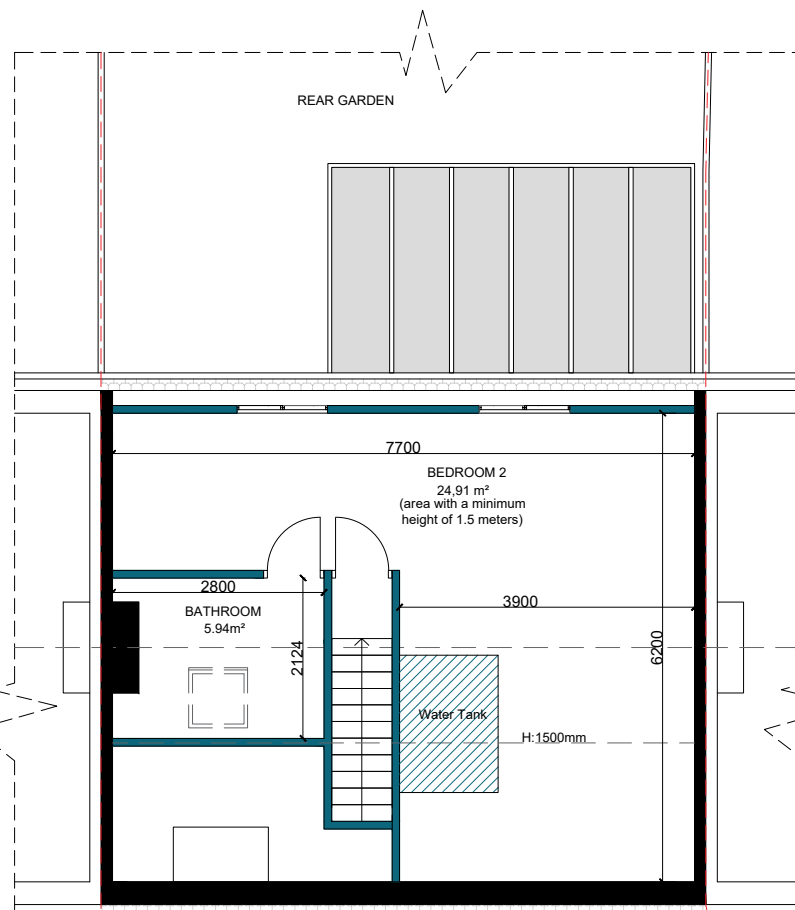 REAR GARDEN
7700
BEDROOM 2
24,91 m²
(area with a minimum
height of 1.5 meters)
2800
BATHROOM
5.94m²
2124
3900
6200
Water Tank
H:1500mm